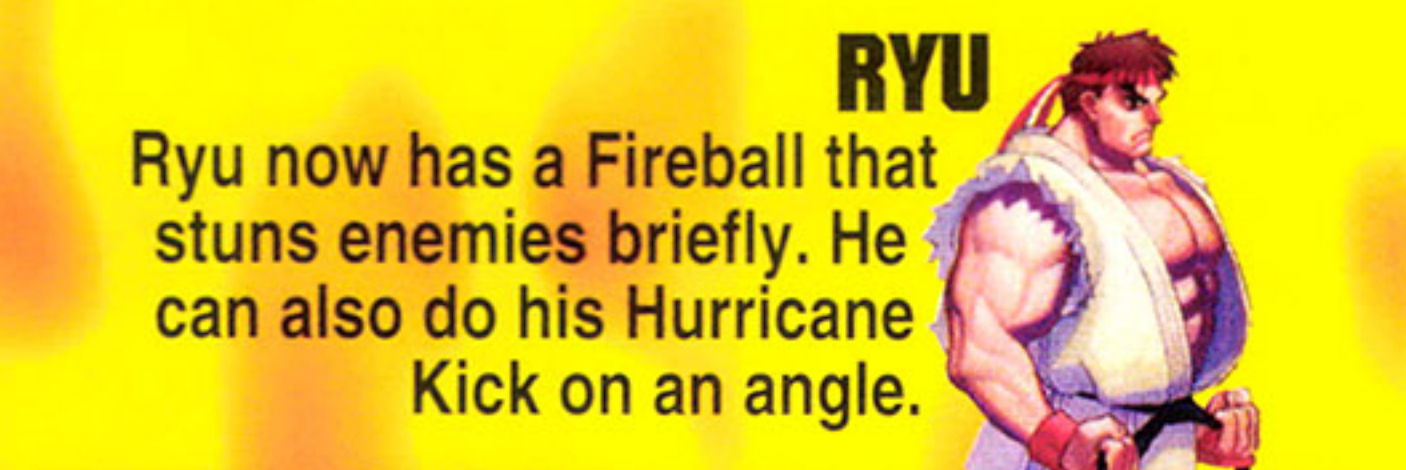 RYU
Ryu now has a Fireball that
stuns enemies briefly. He
can also do his Hurricane
Kick on an angle.